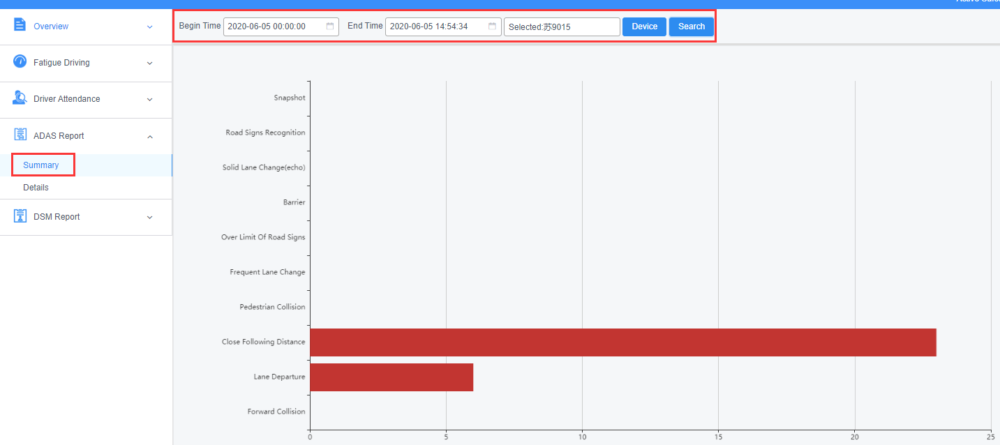 Overview
Fatigue Driving
Driver Attendance
ADAS Report
Summary
Details
DSM Report
Begin Time 2020-06-05 00:00:00 End Time 2020-06-05 14:54:34 Selected:苏9015 Device Search
Snapshot
Road Signs Recognition
Solid Lane Change(echo)
Barrier
Over Limit Of Road Signs
Frequent Lane Change
Pedestrian Collision
Close Following Distance
Lane Departure
Forward Collision
0 5 10 15 20 25